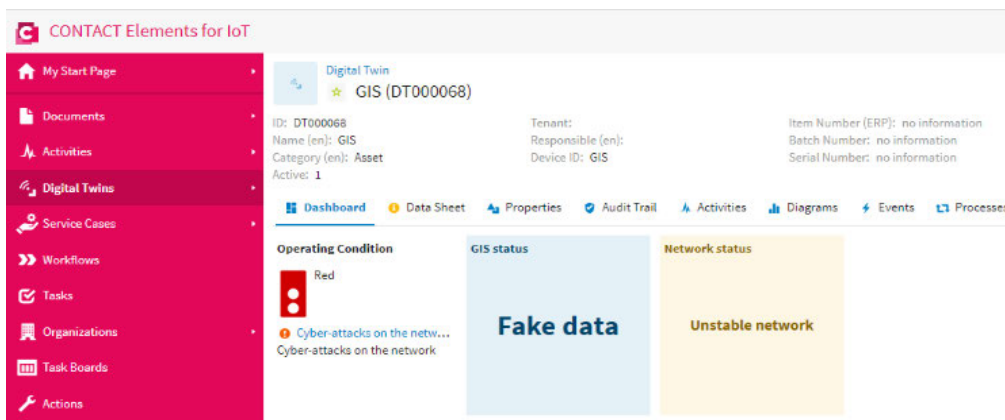 CONTACT Elements for IoT
My Start Page
Documents
Activities
Digital Twins
Service Cases
Workflows
Tasks
Organizations
Task Boards
Actions
Digital Twin
GIS (DT000068)
ID: DT000068
Name (en): GIS
Category (en): Asset
Active: 1
Tenant:
Responsible (en):
Device ID: GIS
Item Number (ERP): no information
Batch Number: no information
Serial Number: no information
Dashboard Data Sheet Properties Audit Trail Activities Diagrams Events Processes
Operating Condition
Red
Cyber-attacks on the netw...
Cyber-attacks on the network
GIS status
Fake data
Network status
Unstable network